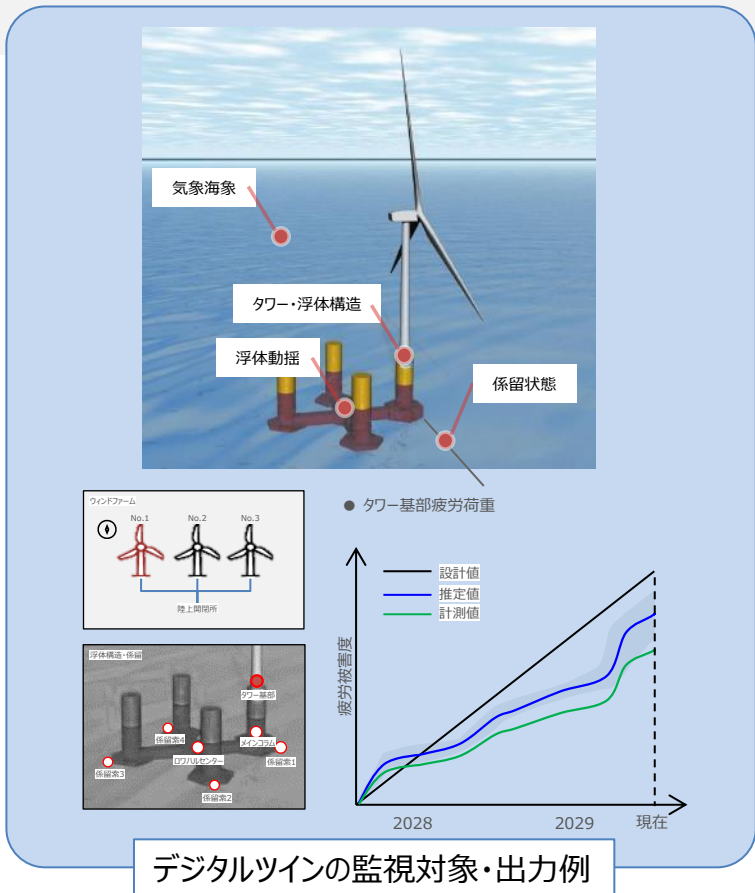 気象海象
タワー・浮体構造
浮体動揺
係留状態
ウィンドファーム
No.1
No.2
No.3
陸上開閉所
浮体構造・係留
タワー基部
係留索4
メインコラム
ロワハルセンター
係留索1
係留索3
係留索2
● タワー基部疲労荷重
設計値
推定値
計測値
疲労被害度
2028
2029
現在
デジタルツインの監視対象・出力例